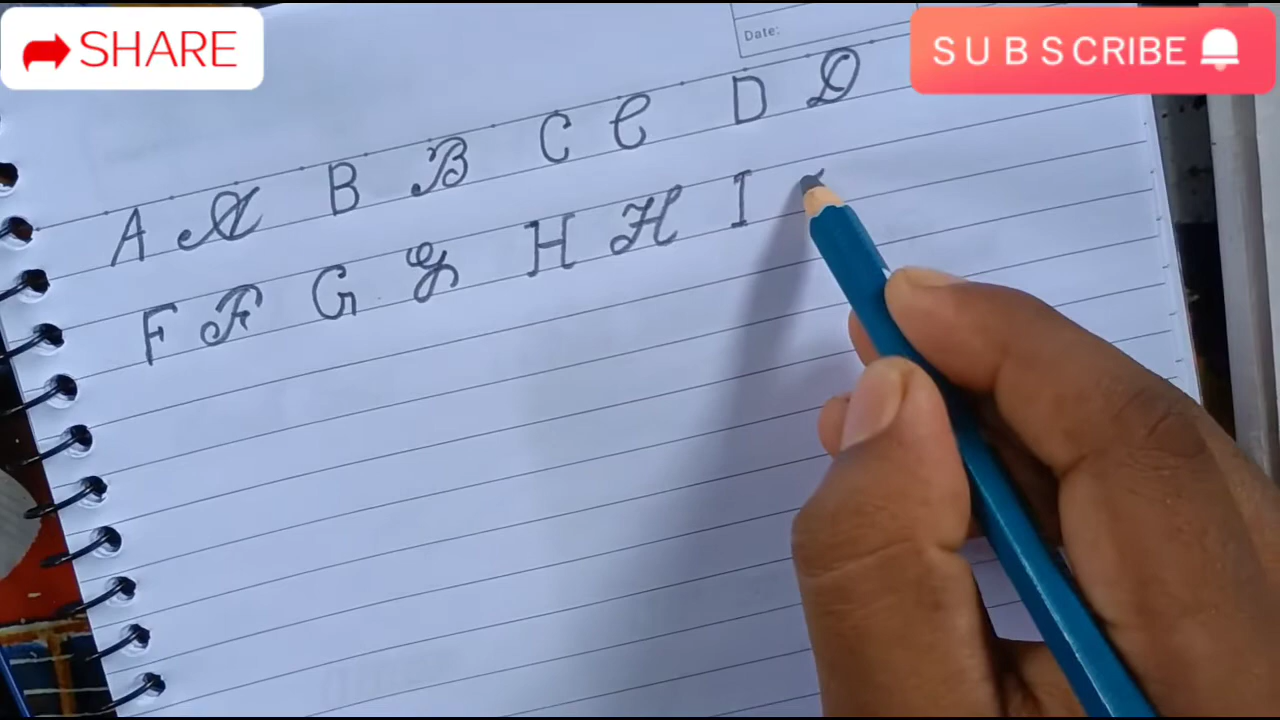 SHARE
SUBSCRIBE
Date:
A A B B C C D D
F F G G H H I